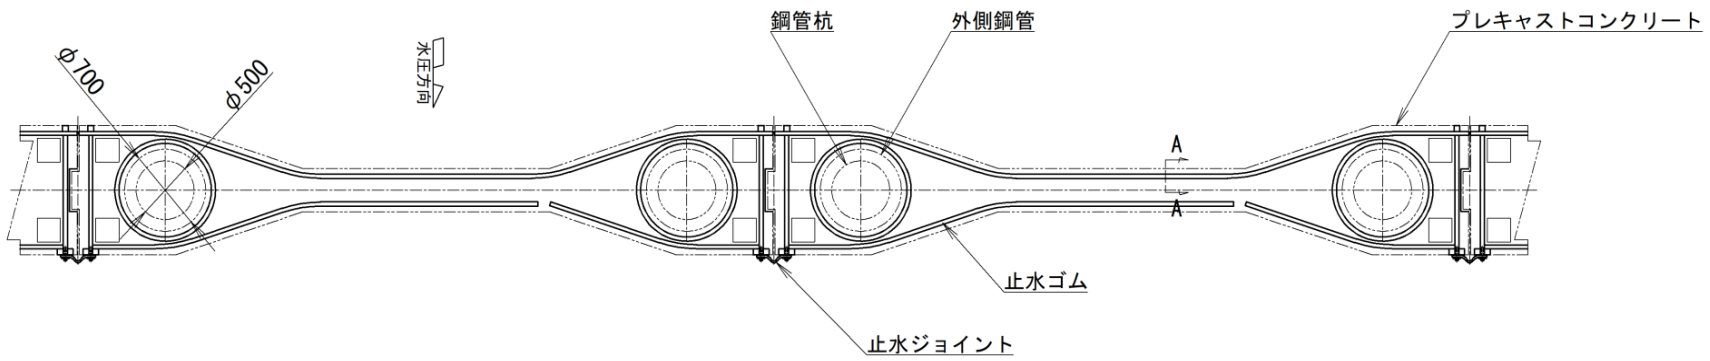 鋼管杭
外側鋼管
プレキャストコンクリート
φ700
φ500
水圧方向
A
A
止水ゴム
止水ジョイント